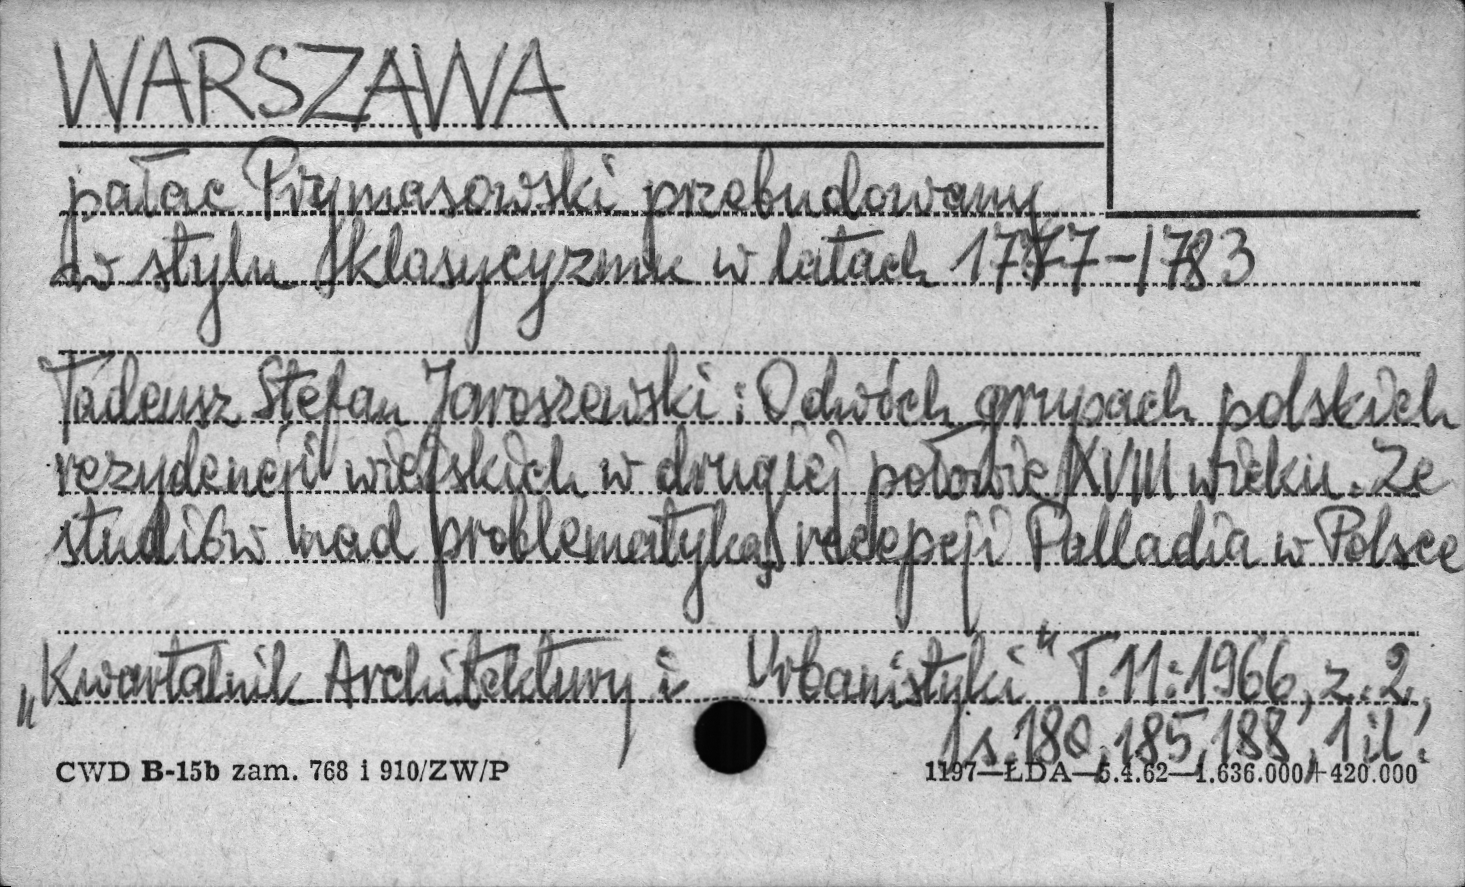 WARSZAWA
pałac Prymasowski przebudowany
w stylu klasycyzmu w latach 1777-1783
Tadeusz Stefan Jaroszewski: O dwóch grupach polskich
rezydencji wiejskich w drugiej połowie XVIII wieku. Ze
studiów nad problematyką recepcji Palladia w Polsce
„Kwartalnik Architektury i Urbanistyki" T.11:1966, z.2,
s.180,185,188, 1 il.
CWD B-15b zam. 768 i 910/ZW/P
1197—ŁDA—5.4.62—1.636.000+420.000